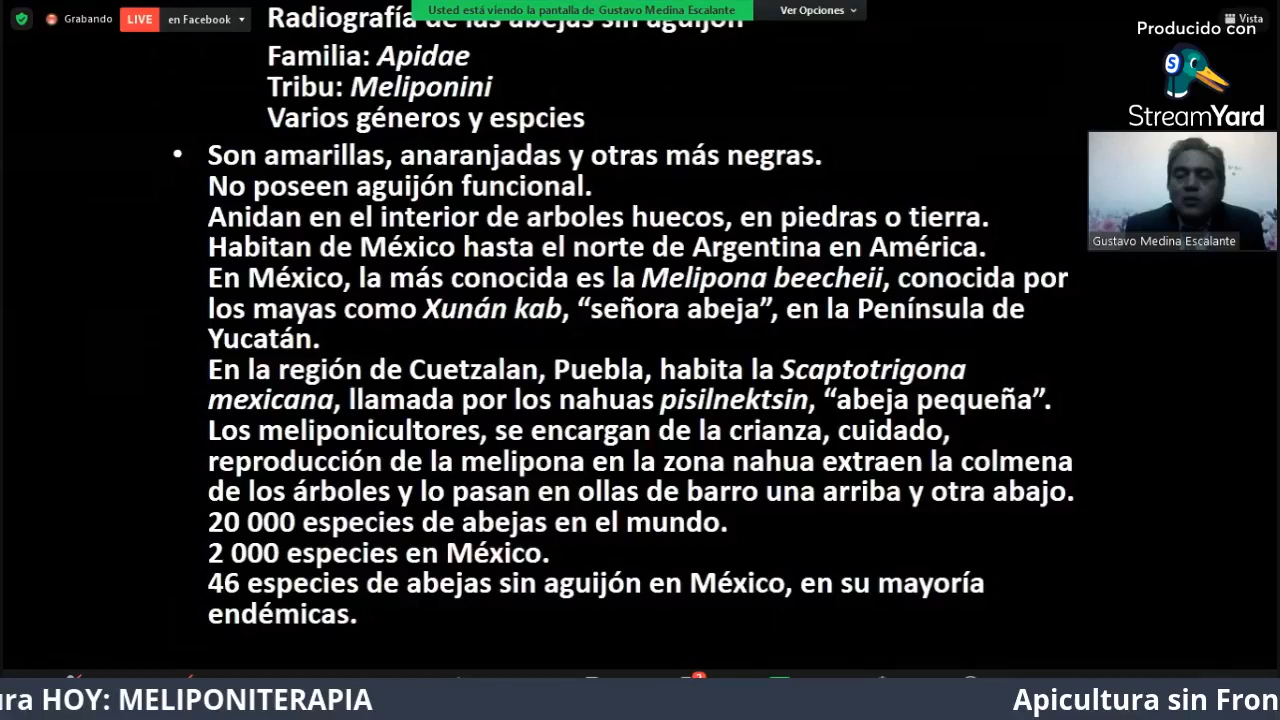 Grabando
LIVE
en Facebook
Usted está viendo la pantalla de Gustavo Medina Escalante
Ver Opciones
Vista
Producido con
StreamYard
Gustavo Medina Escalante
Radiografía de las abejas sin aguijón
Familia: Apidae
Tribu: Meliponini
Varios géneros y espcies
• Son amarillas, anaranjadas y otras más negras.
No poseen aguijón funcional.
Anidan en el interior de arboles huecos, en piedras o tierra.
Habitan de México hasta el norte de Argentina en América.
En México, la más conocida es la Melipona beecheii, conocida por
los mayas como Xunán kab, “señora abeja”, en la Península de
Yucatán.
En la región de Cuetzalan, Puebla, habita la Scaptotrigona
mexicana, llamada por los nahuas pisilnektsin, “abeja pequeña”.
Los meliponicultores, se encargan de la crianza, cuidado,
reproducción de la melipona en la zona nahua extraen la colmena
de los árboles y lo pasan en ollas de barro una arriba y otra abajo.
20 000 especies de abejas en el mundo.
2 000 especies en México.
46 especies de abejas sin aguijón en México, en su mayoría
endémicas.
ura HOY: MELIPONITERAPIA
Apicultura sin Fron